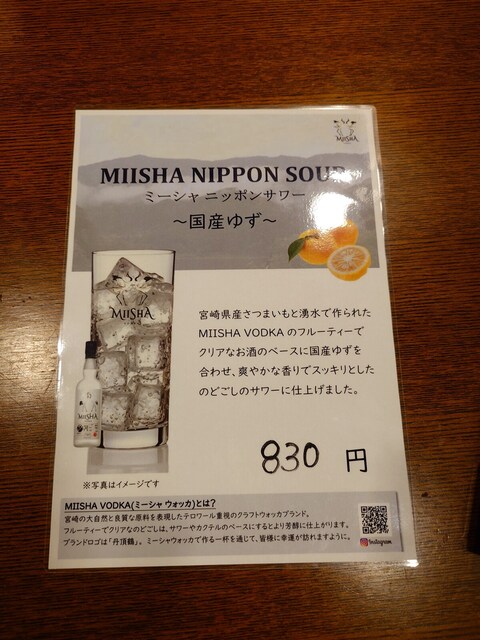 MIISHA
MIISHA NIPPON SOUR
ミーシャ ニッポンサワー
～国産ゆず～
MIISHA
MIISHA
宮崎県産さつまいもと湧水で作られた
MIISHA VODKA のフルーティーで
クリアなお酒のベースに国産ゆずを
合わせ、爽やかな香りでスッキリとした
のどごしのサワーに仕上げました。
830 円
※写真はイメージです
MIISHA VODKA(ミーシャ ウォッカ)とは?
宮崎の大自然と良質な原料を表現したテロワール重視のクラフトウォッカブランド。
フルーティーでクリアなのどごしは、サワーやカクテルのベースにするとより芳醇に仕上がります。
ブランドロゴは「丹頂鶴」。ミーシャウォッカで作る一杯を通じて、皆様に幸運が訪れますように。
Instagram